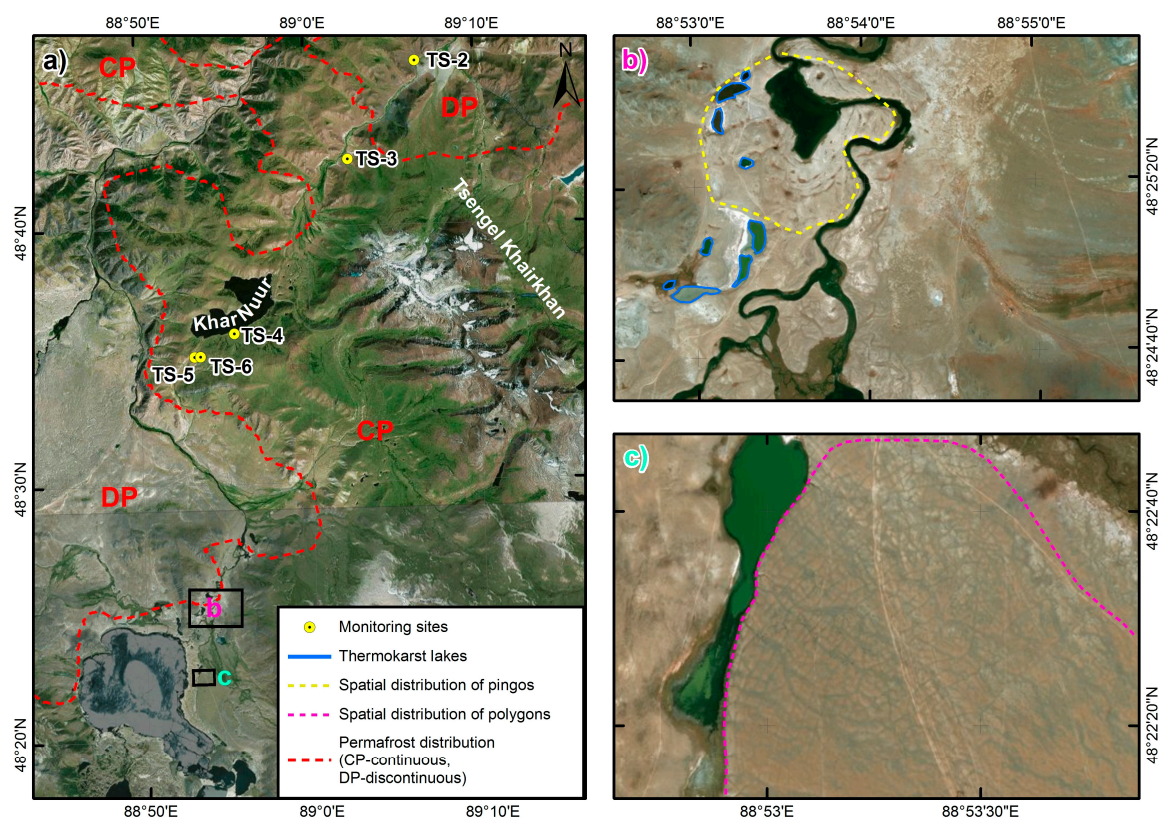 88°50'E
89°0'E
89°10'E
a)
N
CP
TS-2
DP
TS-3
Tsengel Khairkhan
48°40'N
KharNuur
TS-4
TS-5
TS-6
CP
48°30'N
DP
b
c
48°20'N
Monitoring sites
Thermokarst lakes
Spatial distribution of pingos
Spatial distribution of polygons
Permafrost distribution
(CP-continuous,
DP-discontinuous)
88°50'E
89°0'E
89°10'E
88°53'0"E
88°54'0"E
88°55'0"E
b)
48°25'20"N
48°24'40"N
c)
48°22'40"N
48°22'20"N
88°53'E
88°53'30"E